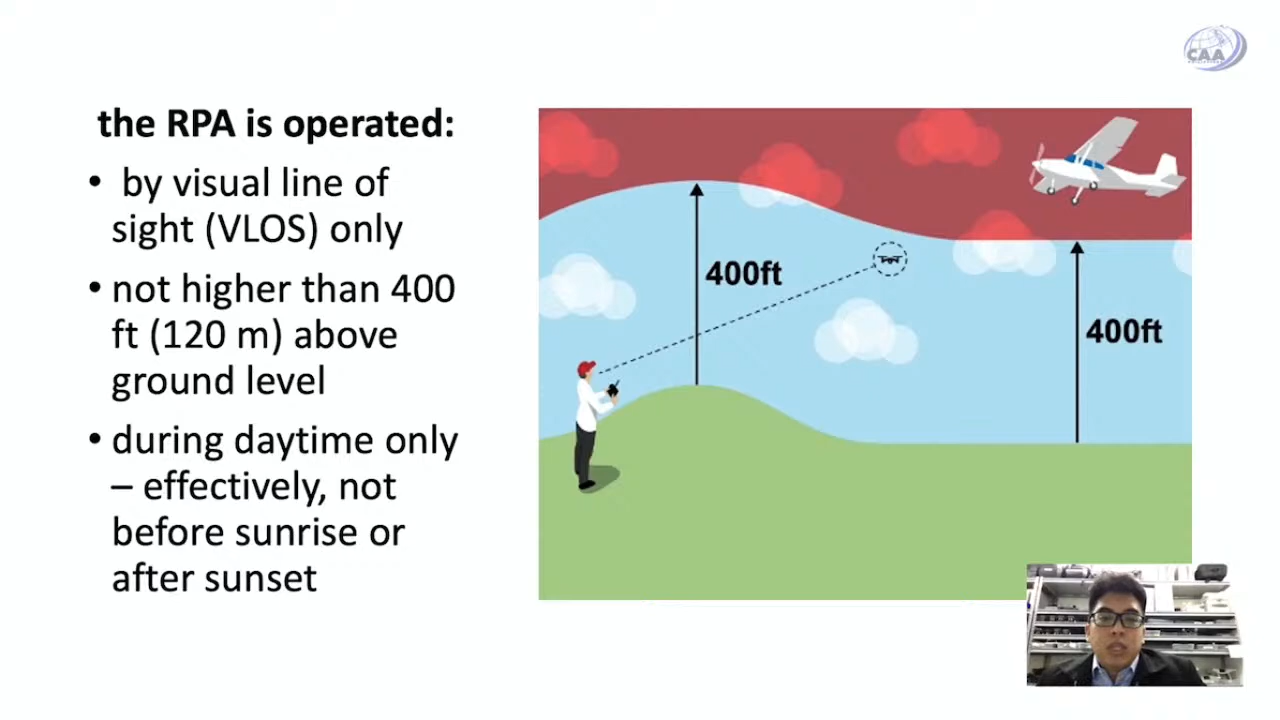 CAA
the RPA is operated:
• by visual line of
sight (VLOS) only
• not higher than 400
ft (120 m) above
ground level
• during daytime only
– effectively, not
before sunrise or
after sunset
400ft
400ft